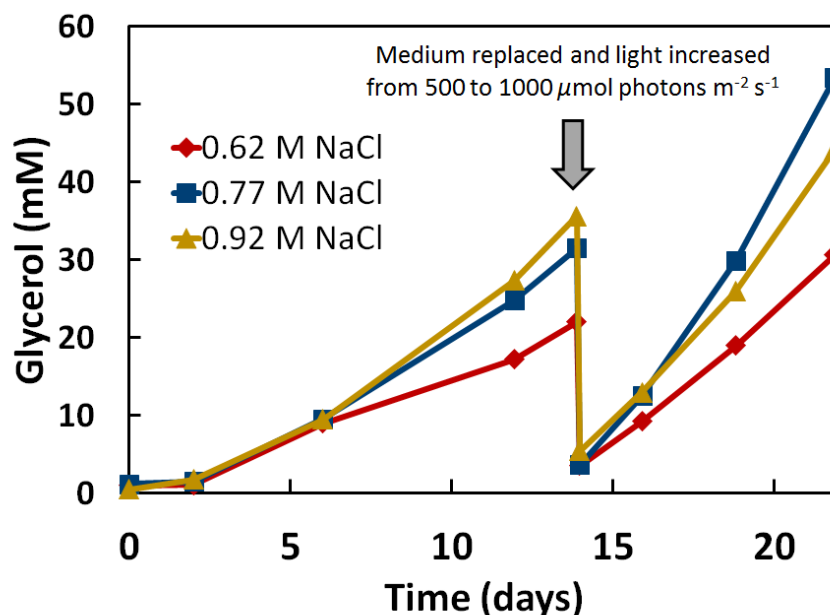 60
50
40
30
20
10
0
Glycerol (mM)
Medium replaced and light increased
from 500 to 1000 µmol photons m⁻² s⁻¹
0.62 M NaCl
0.77 M NaCl
0.92 M NaCl
0 5 10 15 20
Time (days)